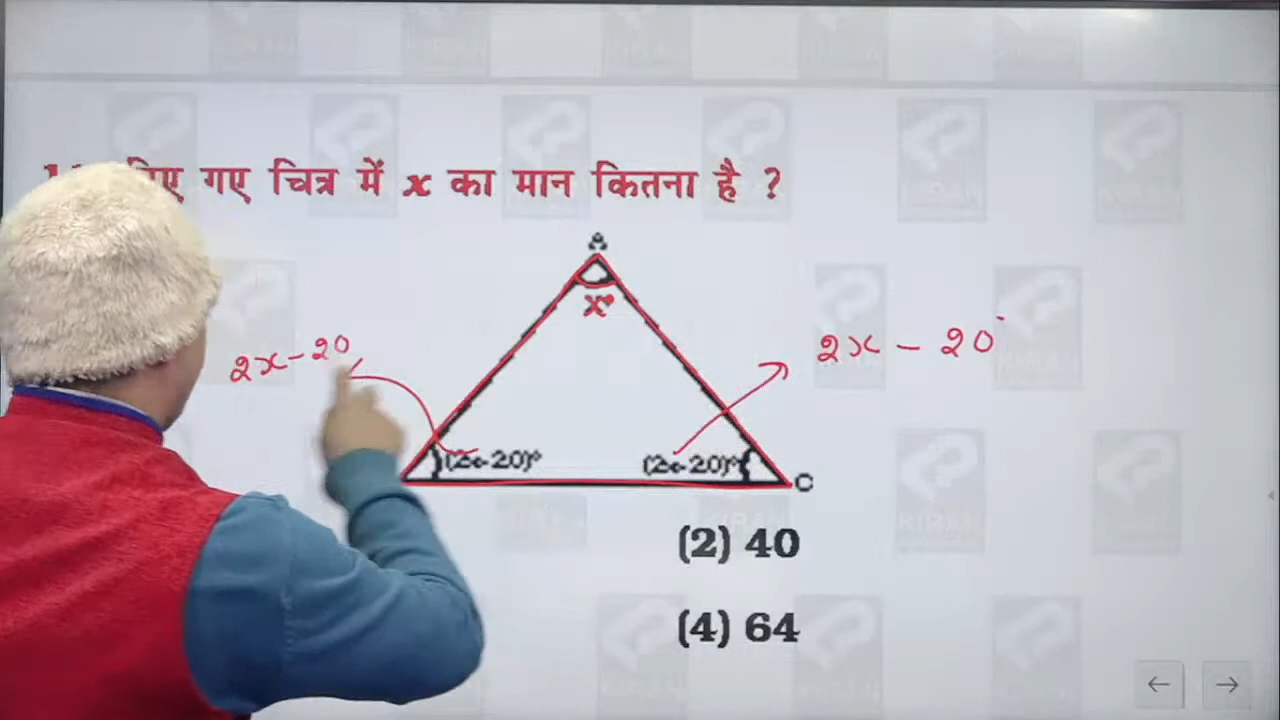 गए चित्र में x का मान कितना है ?
A
x°
2x-20
2x - 20°
(2x-20)°
(2x-20)°
C
(2) 40
(4) 64